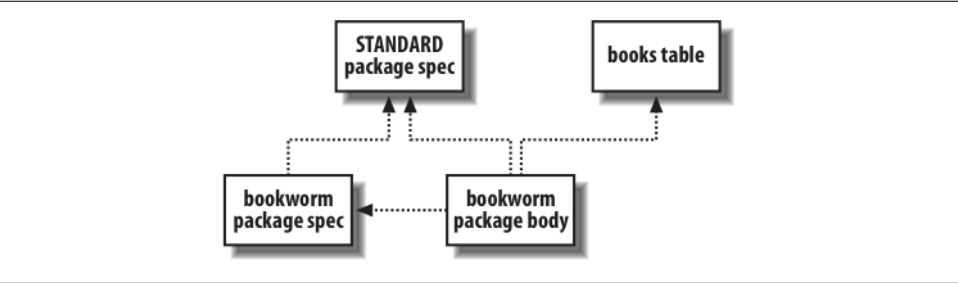 STANDARD
package spec
books table
bookworm
package spec
bookworm
package body